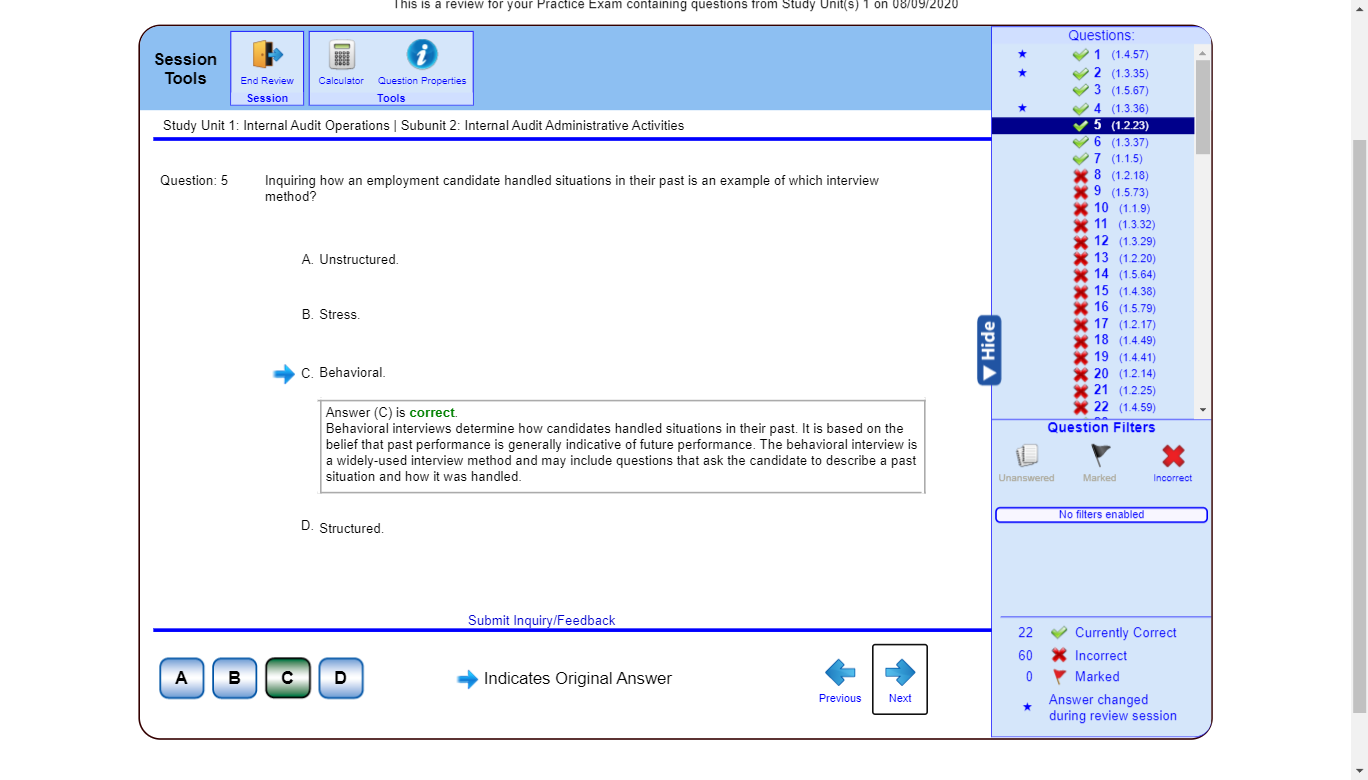 This is a review for your Practice Exam containing questions from Study Unit(s) 1 on 08/09/2020
Session Tools
End Review
Session
Calculator
Question Properties
Tools
Study Unit 1: Internal Audit Operations | Subunit 2: Internal Audit Administrative Activities
Question: 5
Inquiring how an employment candidate handled situations in their past is an example of which interview
method?
A. Unstructured.
B. Stress.
C. Behavioral.
Answer (C) is correct.
Behavioral interviews determine how candidates handled situations in their past. It is based on the
belief that past performance is generally indicative of future performance. The behavioral interview is
a widely-used interview method and may include questions that ask the candidate to describe a past
situation and how it was handled.
D. Structured.
Submit Inquiry/Feedback
A B C D
Indicates Original Answer
Previous
Next
Hide
Questions:
1 (1.4.57)
2 (1.3.35)
3 (1.5.67)
4 (1.3.36)
5 (1.2.23)
6 (1.3.37)
7 (1.1.5)
8 (1.2.18)
9 (1.5.73)
10 (1.1.9)
11 (1.3.32)
12 (1.3.29)
13 (1.2.20)
14 (1.5.64)
15 (1.4.38)
16 (1.5.79)
17 (1.2.17)
18 (1.4.49)
19 (1.4.41)
20 (1.2.14)
21 (1.2.25)
22 (1.4.59)
Question Filters
Unanswered
Marked
Incorrect
No filters enabled
22 Currently Correct
60 Incorrect
0 Marked
Answer changed
during review session